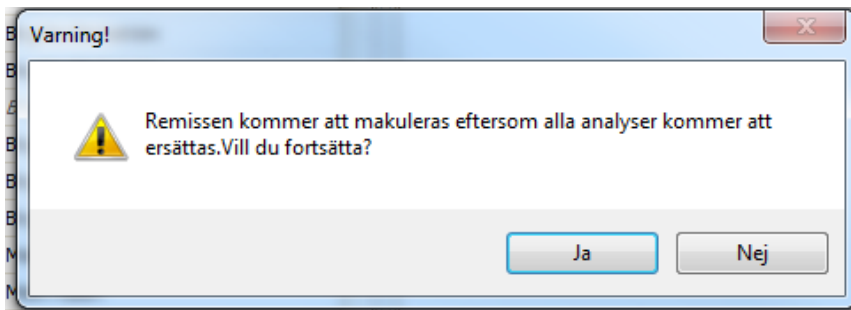 Varning!
Remissen kommer att makuleras eftersom alla analyser kommer att
ersättas.Vill du fortsätta?
Ja
Nej